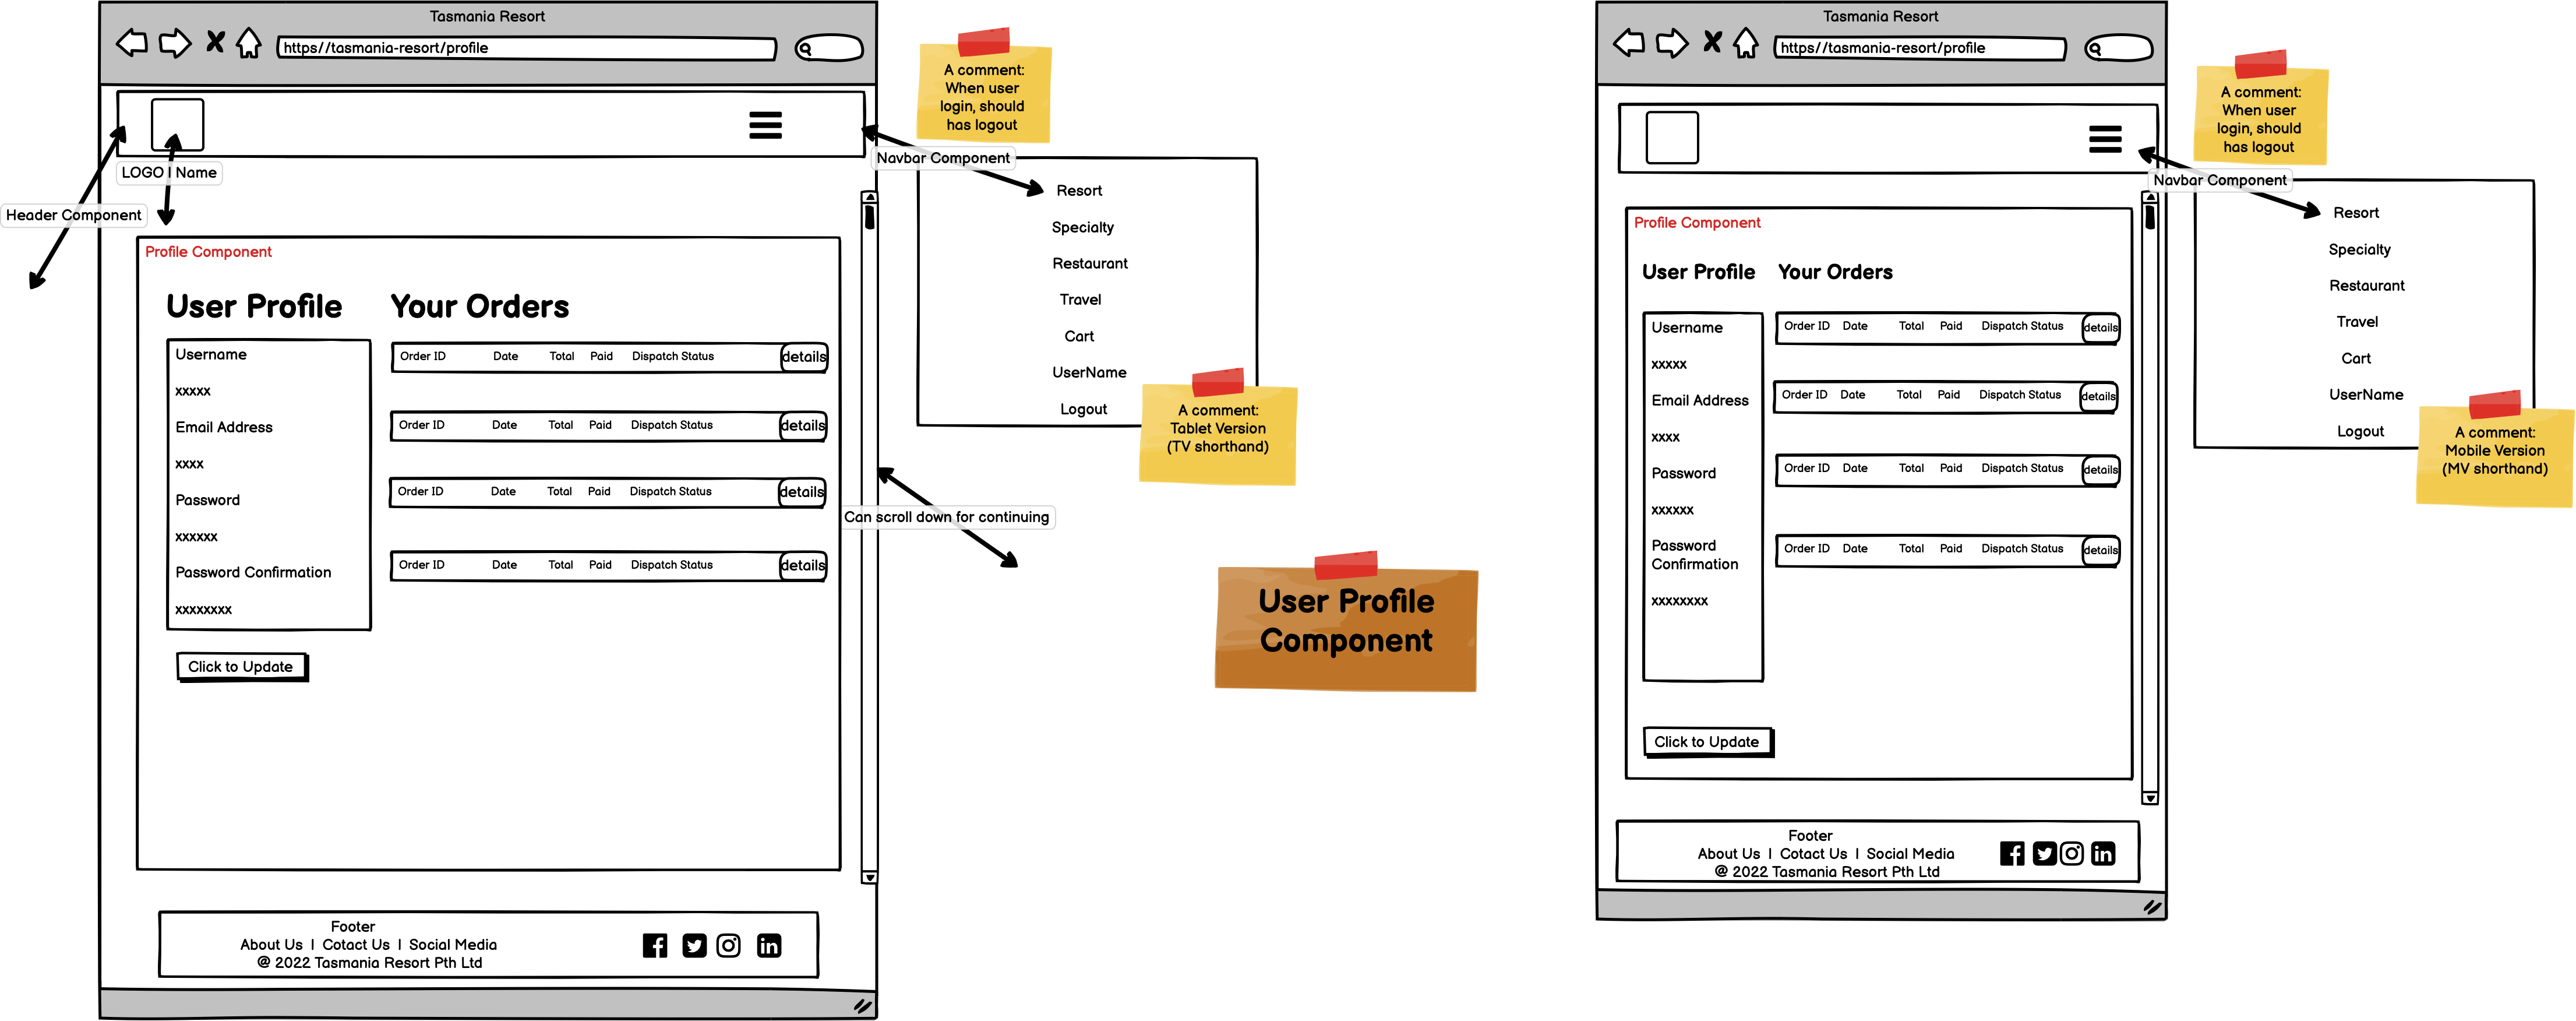 Tasmania Resort
https//tasmania-resort/profile
LOGO | Name
Header Component
Profile Component
User Profile
Username
xxxxx
Email Address
xxxx
Password
xxxxxx
Password Confirmation
xxxxxxxx
Click to Update
Your Orders
Order ID Date Total Paid Dispatch Status details
Order ID Date Total Paid Dispatch Status details
Order ID Date Total Paid Dispatch Status details
Order ID Date Total Paid Dispatch Status details
Footer
About Us | Cotact Us | Social Media
@ 2022 Tasmania Resort Pth Ltd
A comment:
When user
login, should
has logout
Navbar Component
Resort
Specialty
Restaurant
Travel
Cart
UserName
Logout
A comment:
Tablet Version
(TV shorthand)
Can scroll down for continuing
User Profile
Component
Tasmania Resort
https//tasmania-resort/profile
Profile Component
User Profile
Username
xxxxx
Email Address
xxxx
Password
xxxxxx
Password
Confirmation
xxxxxxxx
Click to Update
Your Orders
Order ID Date Total Paid Dispatch Status details
Order ID Date Total Paid Dispatch Status details
Order ID Date Total Paid Dispatch Status details
Order ID Date Total Paid Dispatch Status details
Footer
About Us | Cotact Us | Social Media
@ 2022 Tasmania Resort Pth Ltd
A comment:
When user
login, should
has logout
Navbar Component
Resort
Specialty
Restaurant
Travel
Cart
UserName
Logout
A comment:
Mobile Version
(MV shorthand)